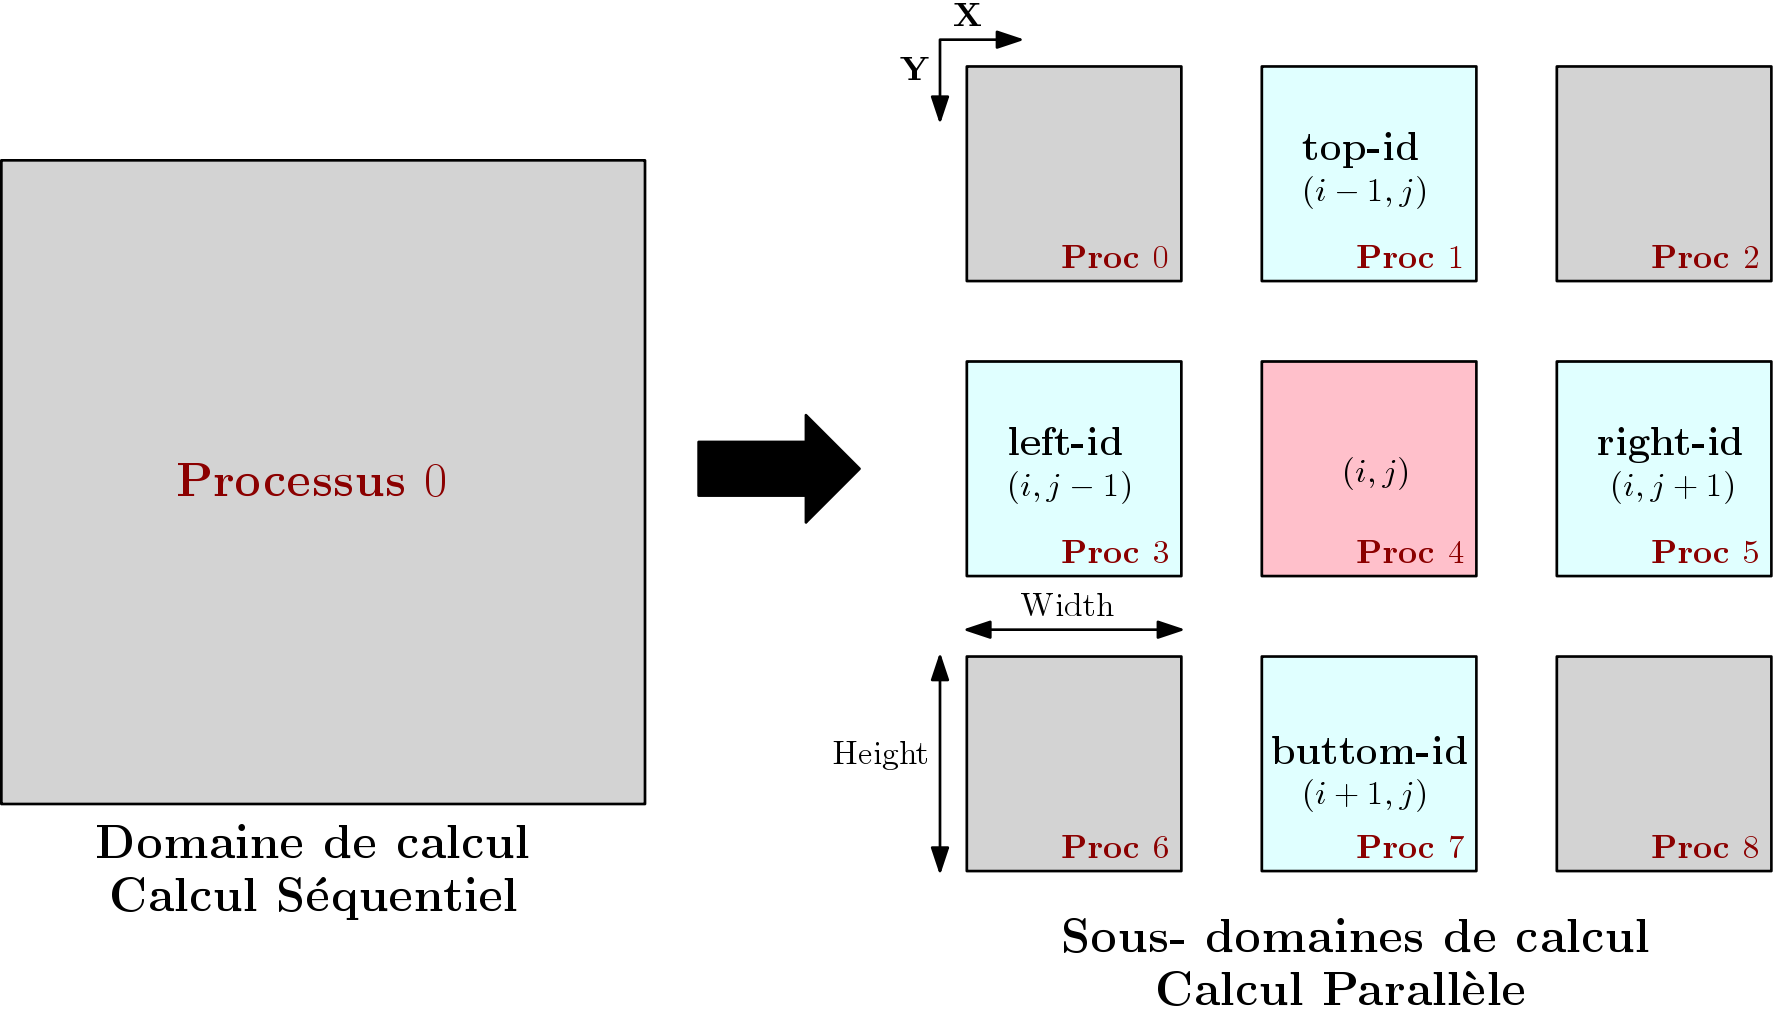 X
Y
top-id
(i − 1, j)
Proc 0
Proc 1
Proc 2
Processus 0
left-id
(i, j − 1)
(i, j)
right-id
(i, j + 1)
Proc 3
Proc 4
Proc 5
Width
Height
buttom-id
(i + 1, j)
Proc 6
Proc 7
Proc 8
Domaine de calcul
Calcul Séquentiel
Sous- domaines de calcul
Calcul Parallèle